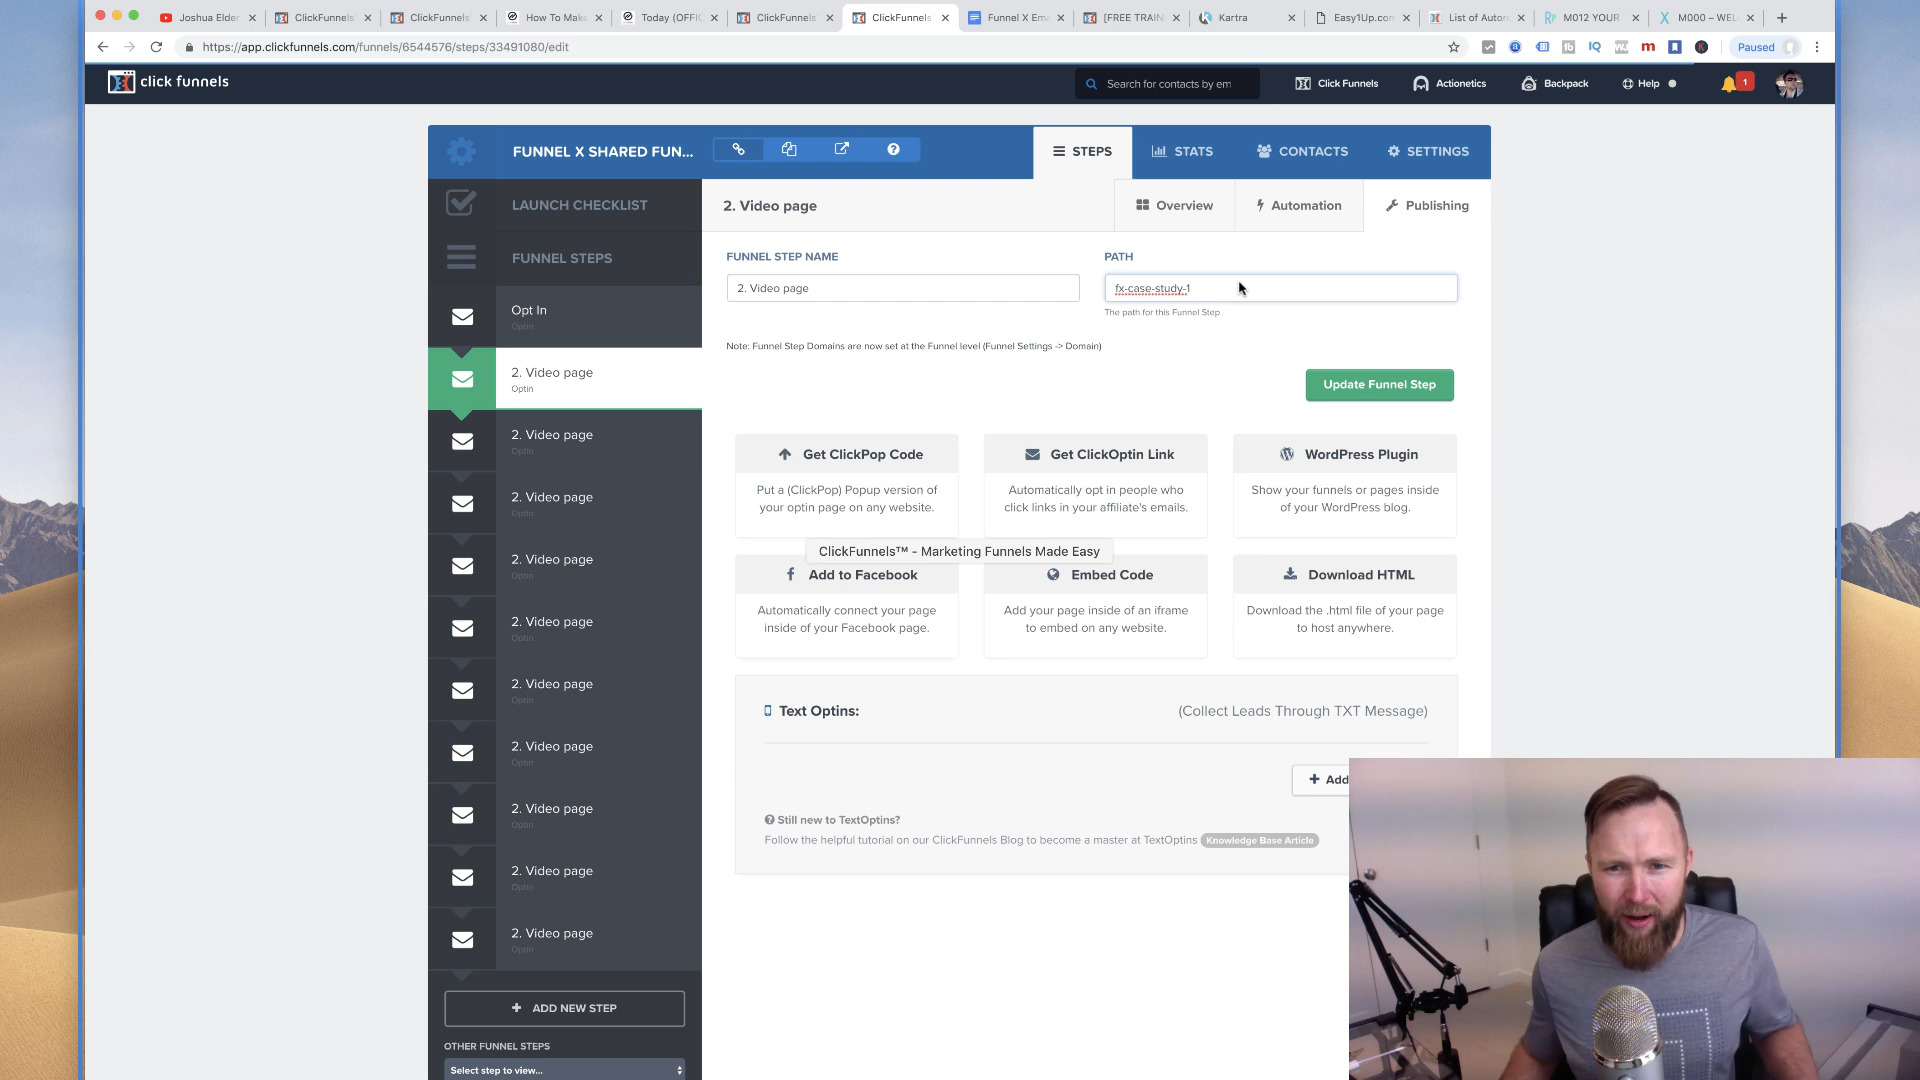 Joshua Elder
ClickFunnels
ClickFunnels
How To Make
Today (OFFIC
ClickFunnels
ClickFunnels
Funnel X Ema
[FREE TRAIN
Kartra
Easy1Up.com
List of Autore
M012 YOUR
M000 – WEL
https://app.clickfunnels.com/funnels/6544576/steps/33491080/edit
Paused
click funnels
Search for contacts by em
Click Funnels
Actionetics
Backpack
Help
1
FUNNEL X SHARED FUN...
STEPS
STATS
CONTACTS
SETTINGS
LAUNCH CHECKLIST
2. Video page
Overview
Automation
Publishing
FUNNEL STEPS
FUNNEL STEP NAME
PATH
2. Video page
fx-case-study-1
The path for this Funnel Step
Opt In
Optin
Note: Funnel Step Domains are now set at the Funnel level (Funnel Settings -> Domain)
2. Video page
Optin
Update Funnel Step
2. Video page
Optin
Get ClickPop Code
Get ClickOptin Link
WordPress Plugin
Put a (ClickPop) Popup version of
your optin page on any website.
Automatically opt in people who
click links in your affiliate's emails.
Show your funnels or pages inside
of your WordPress blog.
2. Video page
Optin
ClickFunnels™ - Marketing Funnels Made Easy
2. Video page
Optin
Add to Facebook
Embed Code
Download HTML
Automatically connect your page
inside of your Facebook page.
Add your page inside of an iframe
to embed on any website.
Download the .html file of your page
to host anywhere.
2. Video page
Optin
2. Video page
Optin
Text Optins:
(Collect Leads Through TXT Message)
2. Video page
Optin
+ Add
2. Video page
Optin
Still new to TextOptins?
Follow the helpful tutorial on our ClickFunnels Blog to become a master at TextOptins
Knowledge Base Article
2. Video page
Optin
2. Video page
Optin
+ ADD NEW STEP
OTHER FUNNEL STEPS
Select step to view...